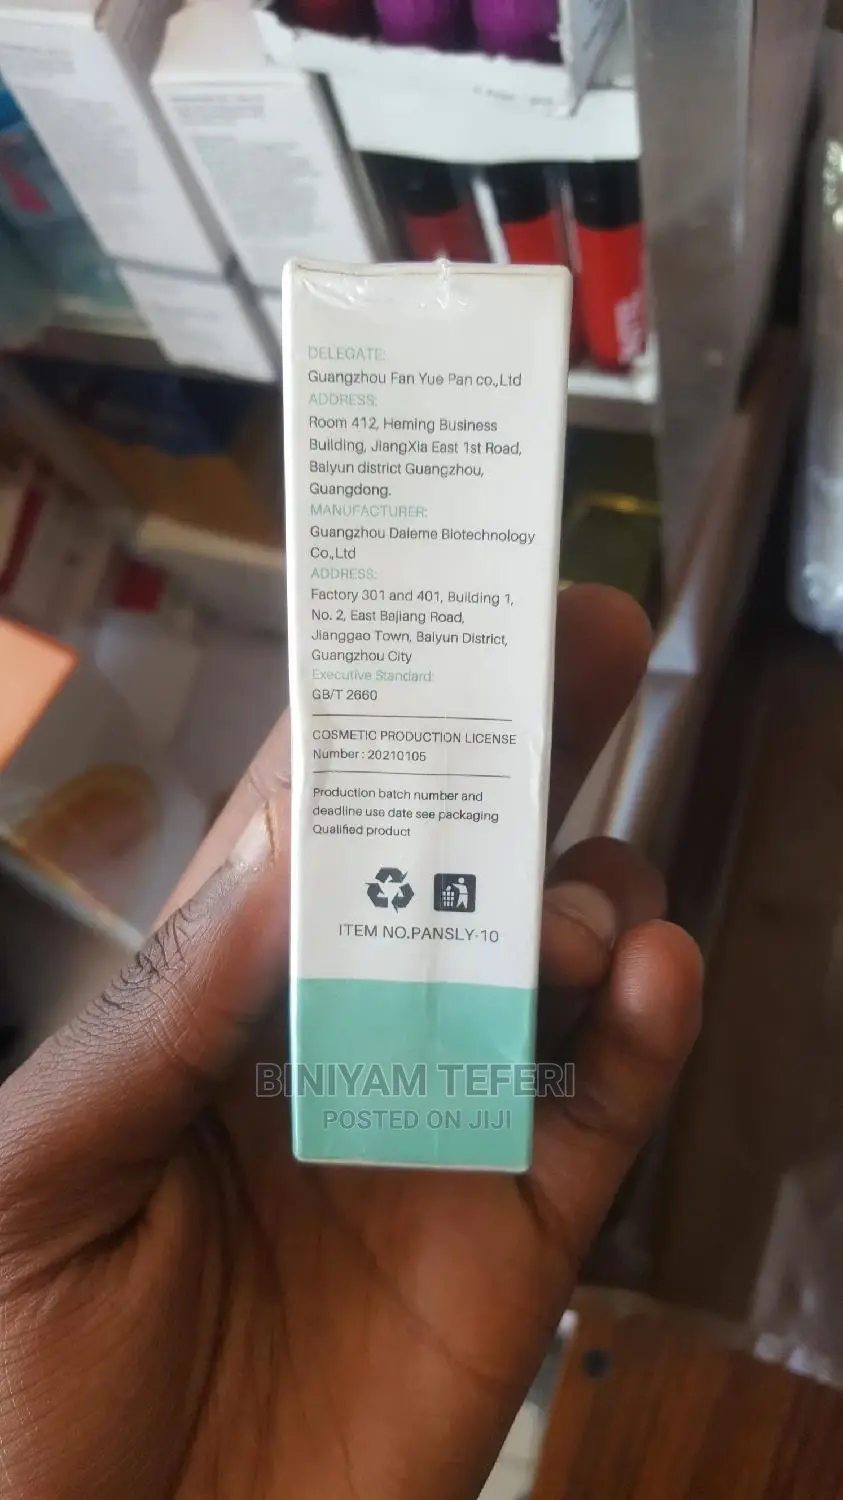 DELEGATE:
Guangzhou Fan Yue Pan co.,Ltd
ADDRESS:
Room 412, Heming Business
Building, JiangXia East 1st Road,
Baiyun district Guangzhou,
Guangdong.
MANUFACTURER:
Guangzhou Daieme Biotechnology
Co.,Ltd
ADDRESS:
Factory 301 and 401, Building 1,
No. 2, East Bajiang Road,
Jianggao Town, Baiyun District,
Guangzhou City
Executive Standard:
GB/T 2660
COSMETIC PRODUCTION LICENSE
Number: 20210105
Production batch number and
deadline use date see packaging
Qualified product
ITEM NO.PANSLY-10
BINIYAM TEFERI
POSTED ON JIJI